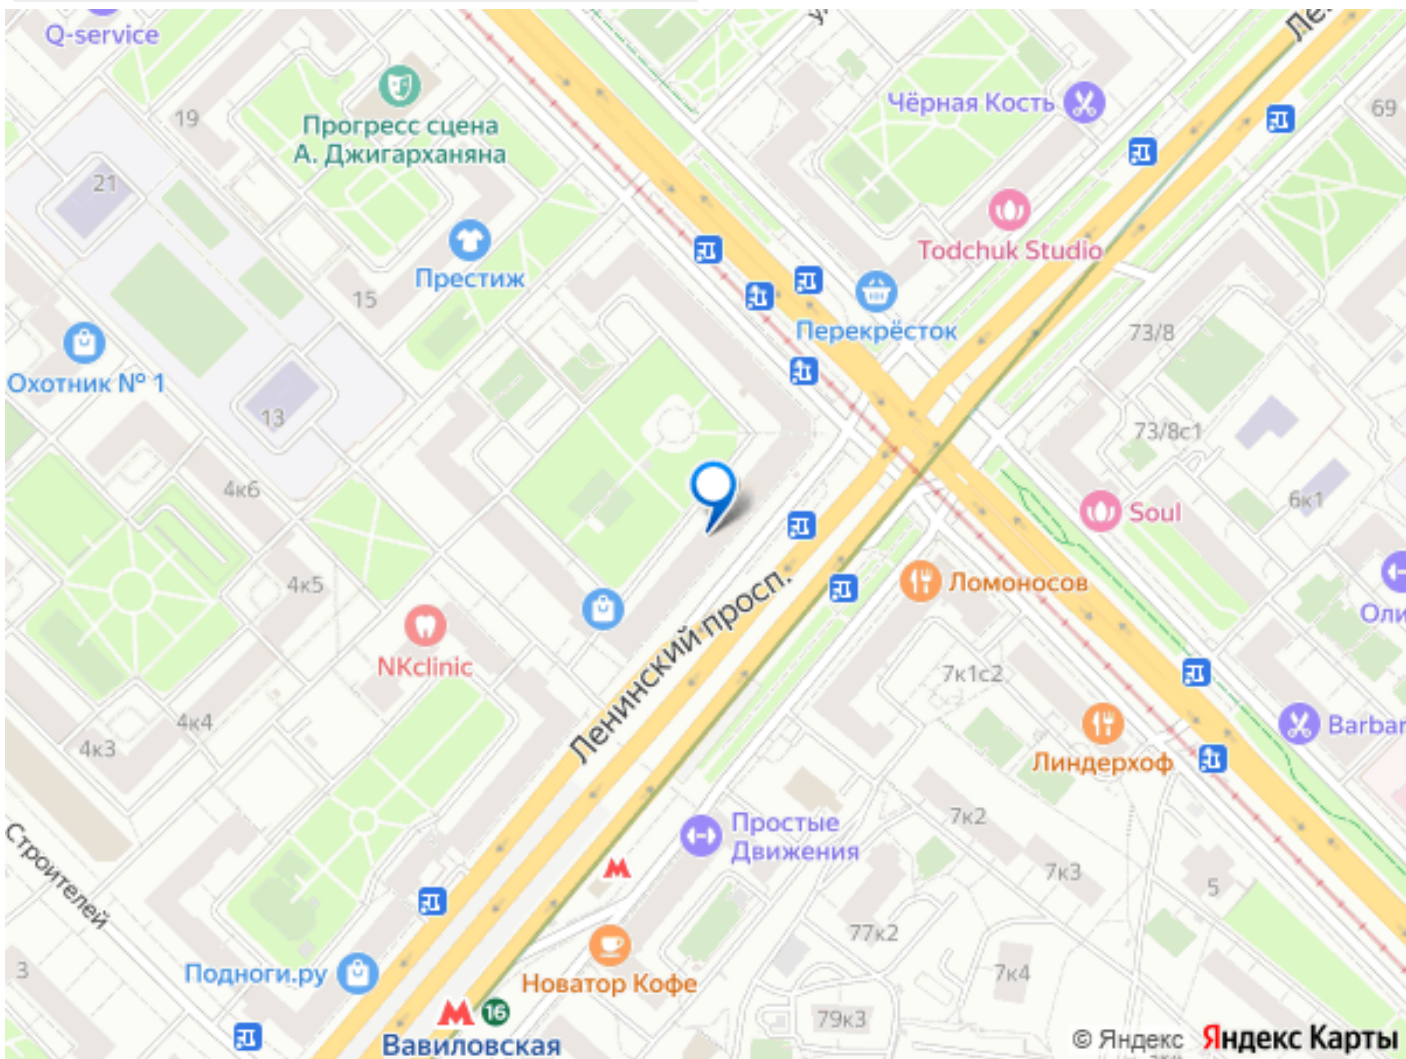 Q-service
19
Прогресс сцена
А. Джигарханяна
21
Престиж
15
Охотник № 1
13
Чёрная Кость
69
Todchuk Studio
Перекрёсток
73/8
73/8с1
6к1
Soul
4к6
4к5
NKclinic
4к4
4к3
Ломоносов
Ленинский просп.
7к1с2
Линдерхоф
Barbar
Строителей
Простые
Движения
7к2
7к3
5
77к2
7к4
3
Подноги.ру
Новатор Кофе
16
Вавиловская
79к3
© Яндекс Яндекс Карты